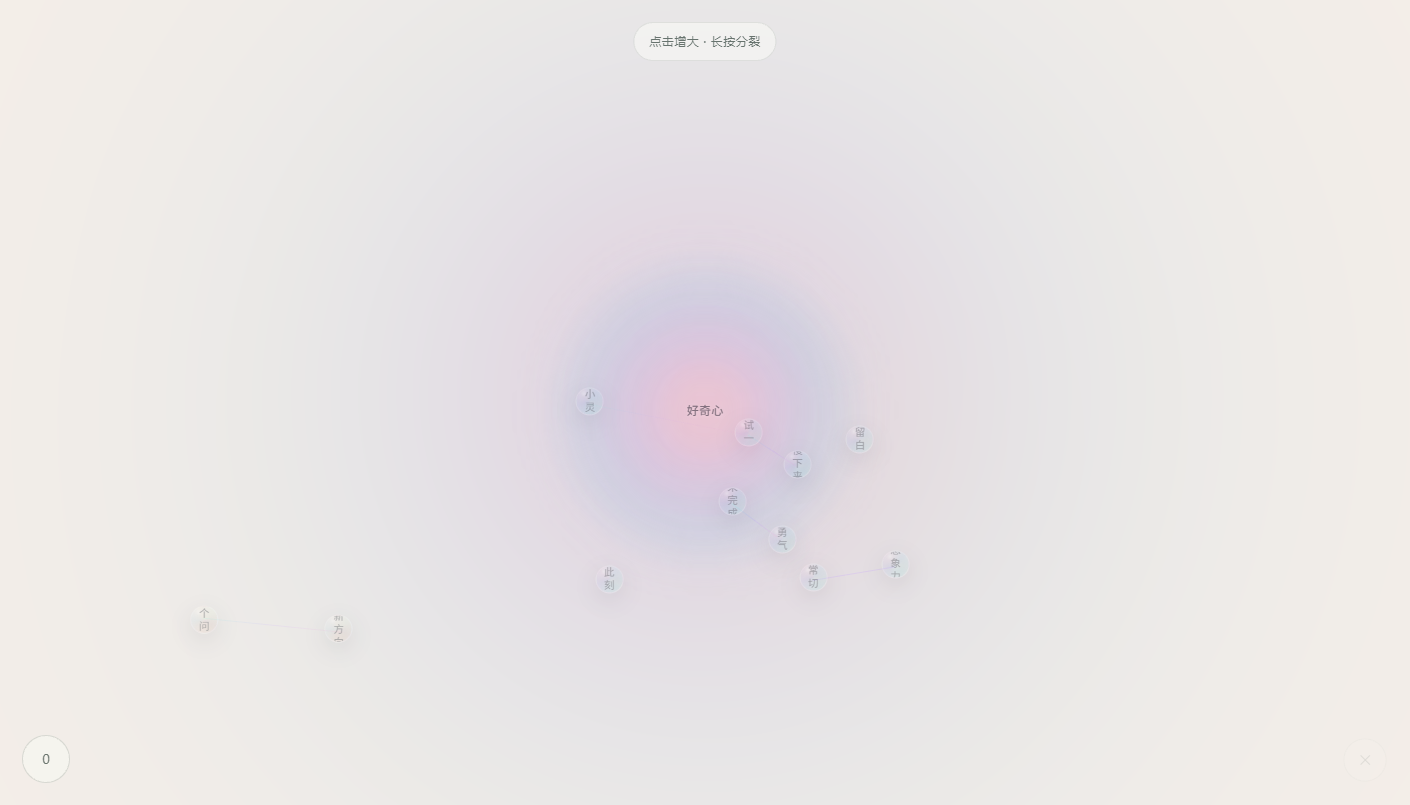 点击增大 · 长按分裂
小
灵
好奇心
试
一
留
白
下
完
勇
气
此
刻
常
切
象
个
问
方
0